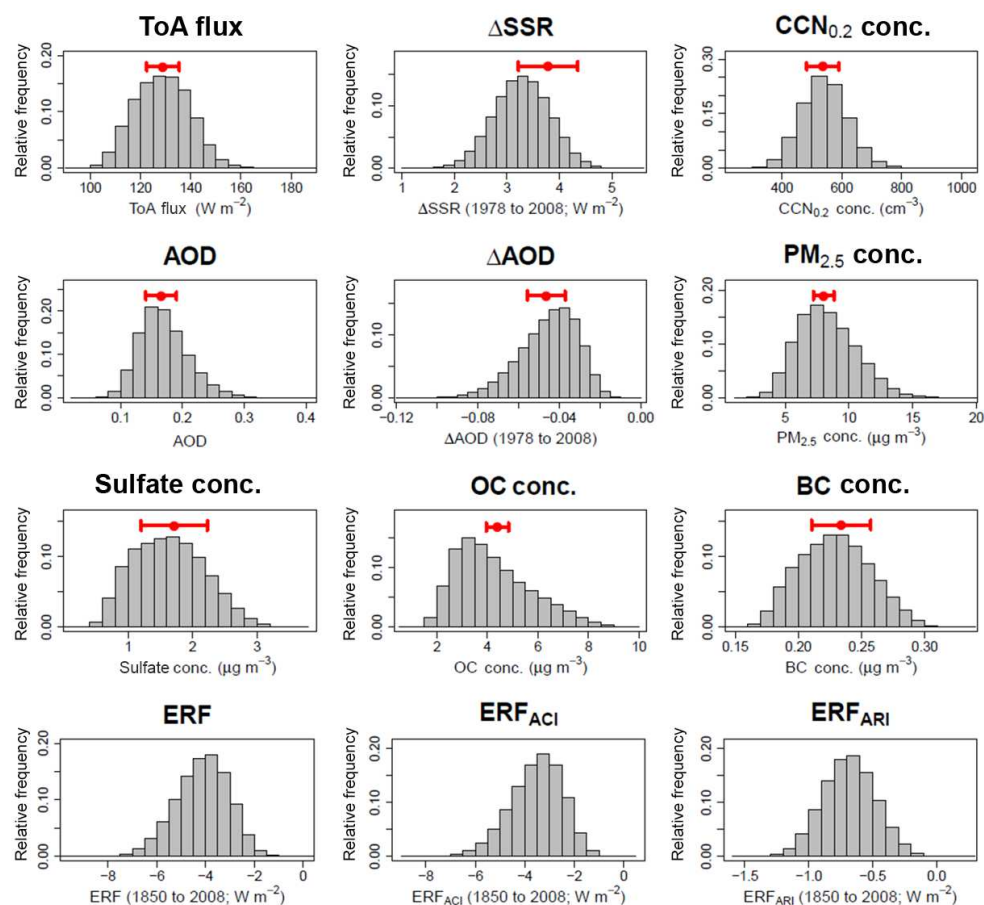 ToA flux
Relative frequency
0.00 0.10 0.20
100 120 140 160 180
ToA flux (W m⁻²)
ΔSSR
Relative frequency
0.00 0.10
1 2 3 4 5
ΔSSR (1978 to 2008; W m⁻²)
CCN₀.₂ conc.
Relative frequency
0.00 0.15 0.30
400 600 800 1000
CCN₀.₂ conc. (cm⁻³)
AOD
Relative frequency
0.00 0.10 0.20
0.1 0.2 0.3 0.4
AOD
ΔAOD
Relative frequency
0.00 0.10
−0.12 −0.08 −0.04 0.00
ΔAOD (1978 to 2008)
PM₂.₅ conc.
Relative frequency
0.00 0.10 0.20
5 10 15 20
PM₂.₅ conc. (μg m⁻³)
Sulfate conc.
Relative frequency
0.00 0.10
1 2 3
Sulfate conc. (μg m⁻³)
OC conc.
Relative frequency
0.00 0.10
2 4 6 8 10
OC conc. (μg m⁻³)
BC conc.
Relative frequency
0.00 0.10
0.15 0.20 0.25 0.30
BC conc. (μg m⁻³)
ERF
Relative frequency
0.00 0.10 0.20
−8 −6 −4 −2 0
ERF (1850 to 2008; W m⁻²)
ERF_ACI
Relative frequency
0.00 0.10 0.20
−8 −6 −4 −2 0
ERF_ACI (1850 to 2008; W m⁻²)
ERF_ARI
Relative frequency
0.00 0.10 0.20
−1.5 −1.0 −0.5 0.0
ERF_ARI (1850 to 2008; W m⁻²)